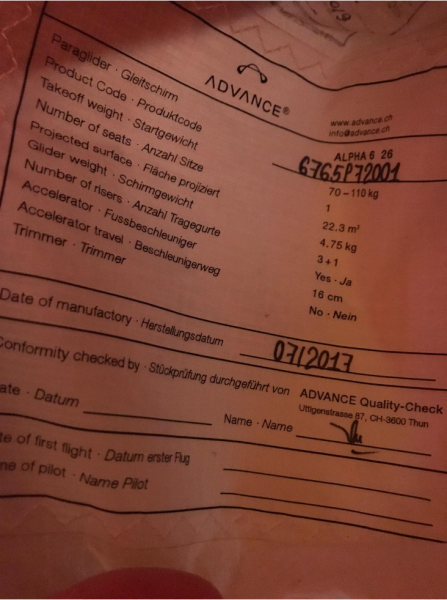 ADVANCE®
www.advance.ch
info@advance.ch
Paraglider · Gleitschirm ALPHA 6 26
Product Code · Produktcode 6765P72001
Takeoff weight · Startgewicht 70 – 110 kg
Number of seats · Anzahl Sitze 1
Projected surface · Fläche projiziert 22.3 m²
Glider weight · Schirmgewicht 4.75 kg
Number of risers · Anzahl Tragegurte 3 + 1
Accelerator · Fussbeschleuniger Yes · Ja
Accelerator travel · Beschleunigerweg 16 cm
Trimmer · Trimmer No · Nein
Date of manufactory · Herstellungsdatum 07/2017
Conformity checked by · Stückprüfung durchgeführt von ADVANCE Quality-Check
Uttigenstrasse 87, CH-3600 Thun
ate · Datum Name · Name
te of first flight · Datum erster Flug
me of pilot · Name Pilot